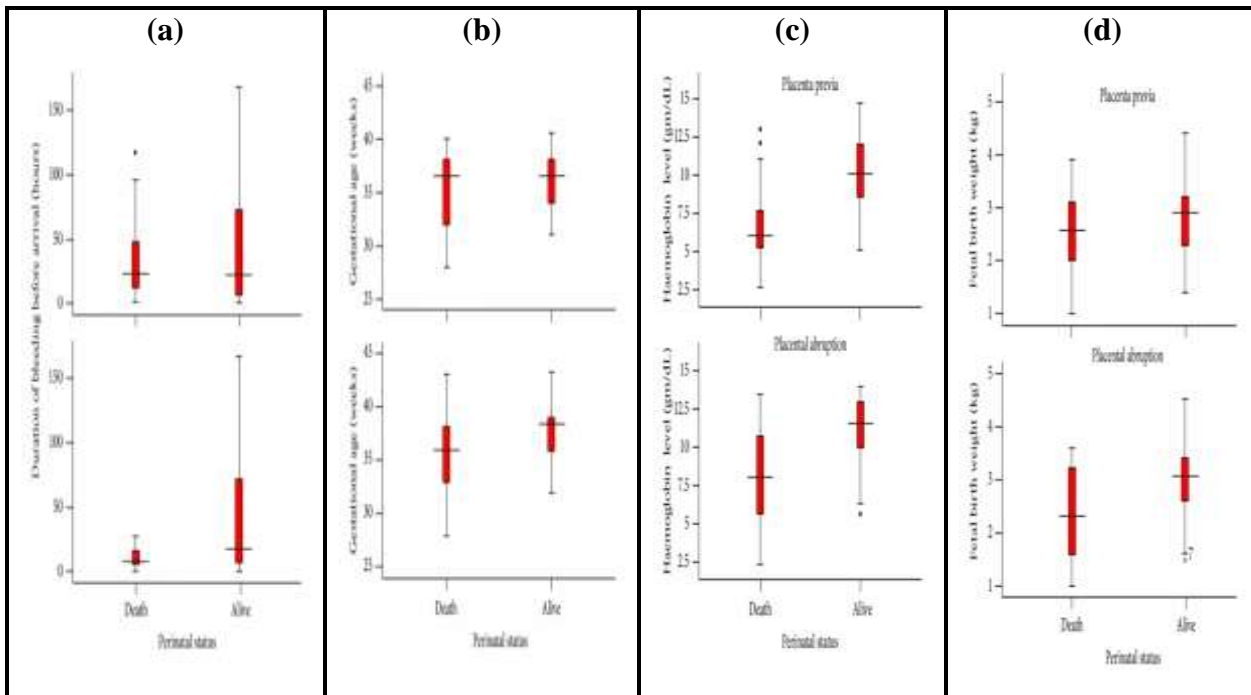 (a)
Duration of bleeding before arrival (hours)
150
100
50
0
150
100
50
0
Death Alive
Perinatal status
(b)
Gestational age (weeks)
45
40
35
30
25
Gestational age (weeks)
45
40
35
30
25
Death Alive
Perinatal status
(c)
Placenta previa
Haemoglobin level (gm/dL)
15
12.5
10
7.5
5
2.5
Placental abruption
Haemoglobin level (gm/dL)
15
12.5
10
7.5
5
2.5
Death Alive
Perinatal status
(d)
Placenta previa
Fetal birth weight (kg)
5
4
3
2
1
Placental abruption
Fetal birth weight (kg)
5
4
3
2
1
Death Alive
Perinatal status